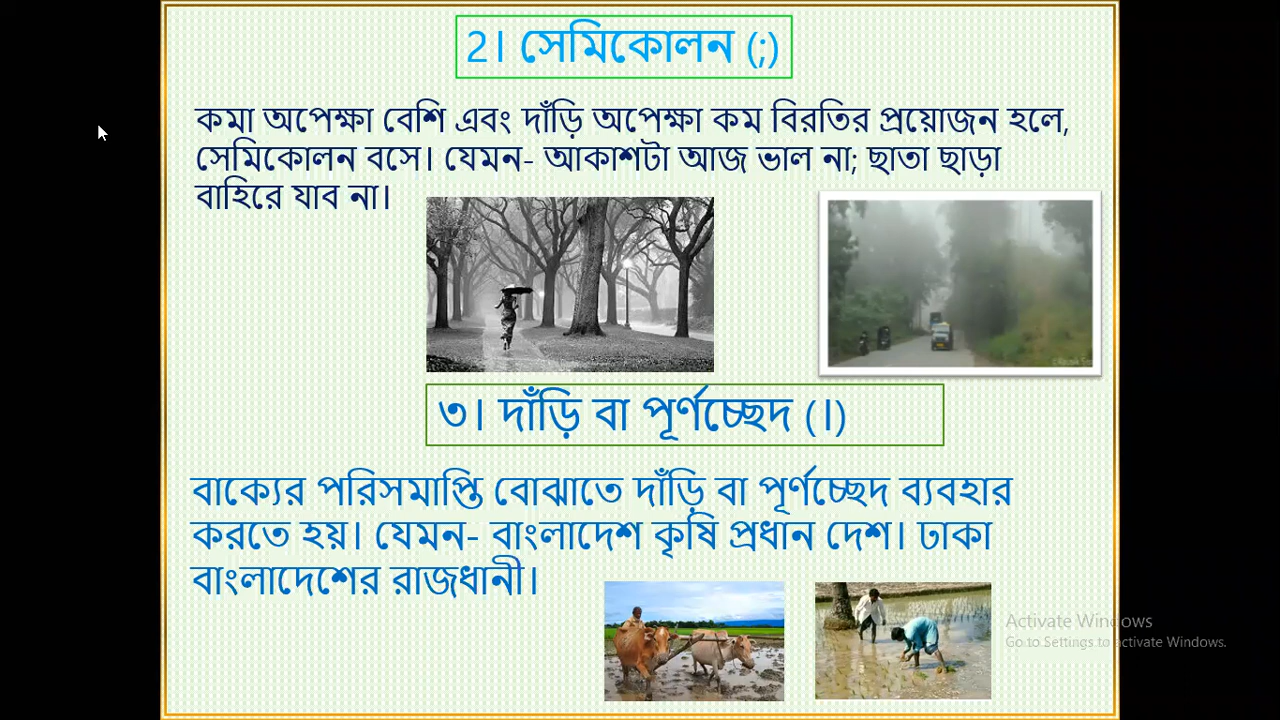 2। সেমিকোলন (;)
কমা অপেক্ষা বেশি এবং দাঁড়ি অপেক্ষা কম বিরতির প্রয়োজন হলে,
সেমিকোলন বসে। যেমন- আকাশটা আজ ভাল না; ছাতা ছাড়া
বাহিরে যাব না।
৩। দাঁড়ি বা পূর্ণচ্ছেদ (।)
বাক্যের পরিসমাপ্তি বোঝাতে দাঁড়ি বা পূর্ণচ্ছেদ ব্যবহার
করতে হয়। যেমন- বাংলাদেশ কৃষি প্রধান দেশ। ঢাকা
বাংলাদেশের রাজধানী।
Activate Windows
Go to Settings to activate Windows.